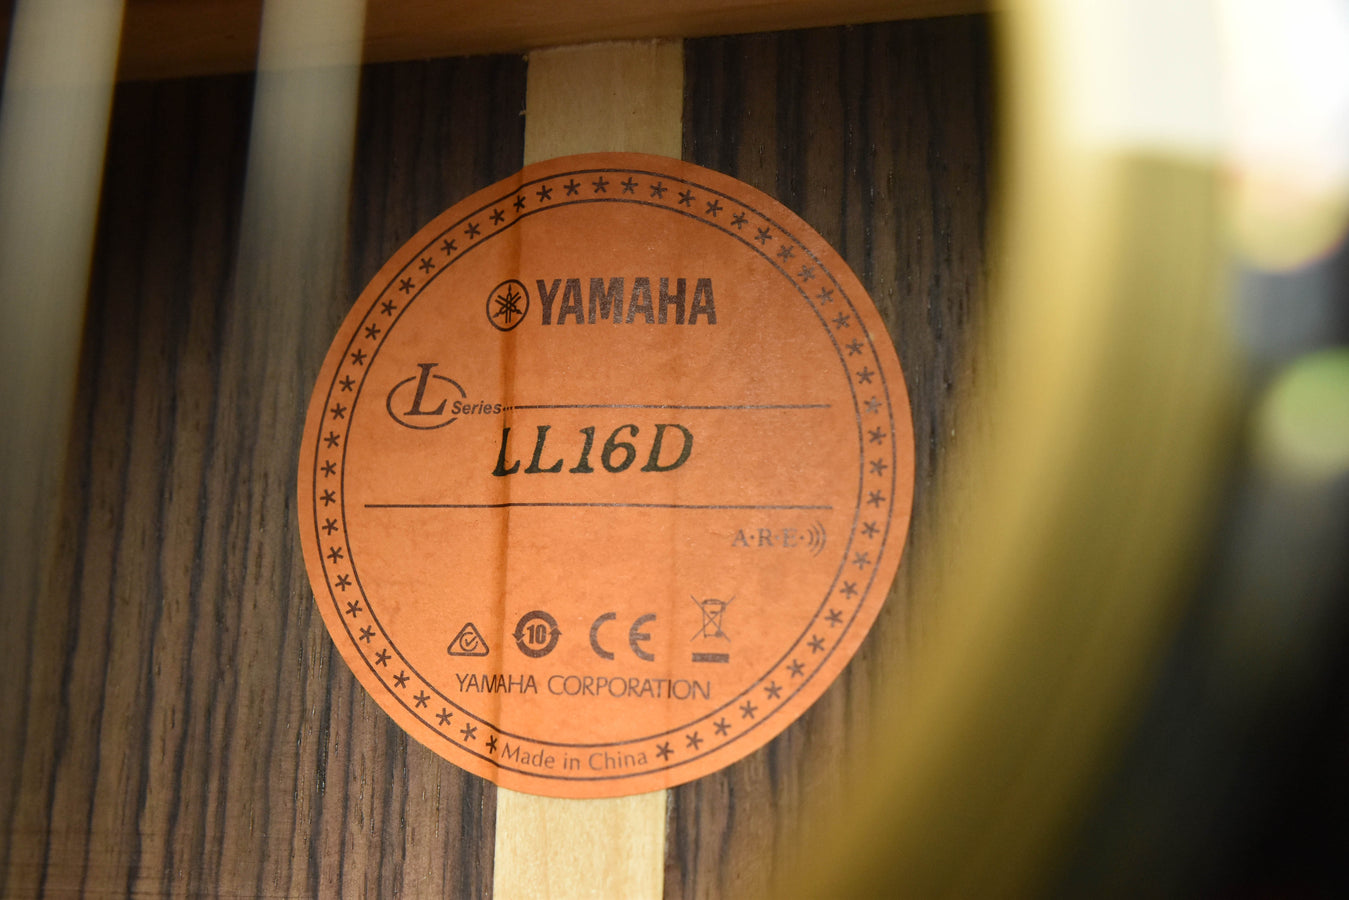 YAMAHA
L Series
LL16D
A·R·E·
10
CE
YAMAHA CORPORATION
Made in China